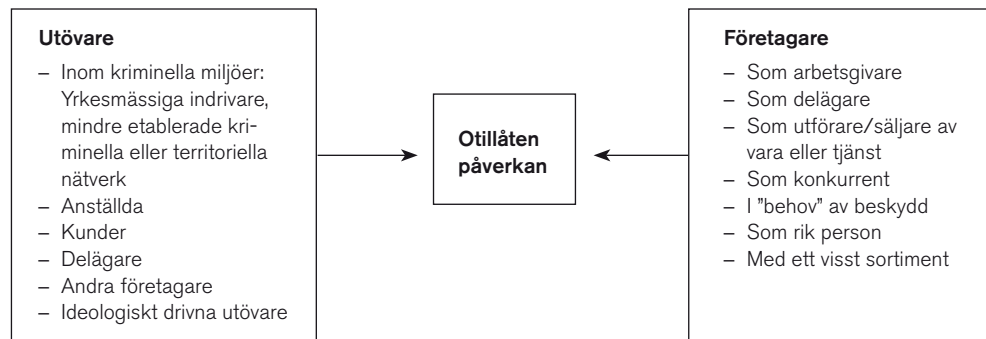 Utövare
– Inom kriminella miljöer:
Yrkesmässiga indrivare,
mindre etablerade kri-
minella eller territoriella
nätverk
– Anställda
– Kunder
– Delägare
– Andra företagare
– Ideologiskt drivna utövare
Otillåten
påverkan
Företagare
– Som arbetsgivare
– Som delägare
– Som utförare/säljare av
vara eller tjänst
– Som konkurrent
– I ”behov” av beskydd
– Som rik person
– Med ett visst sortiment